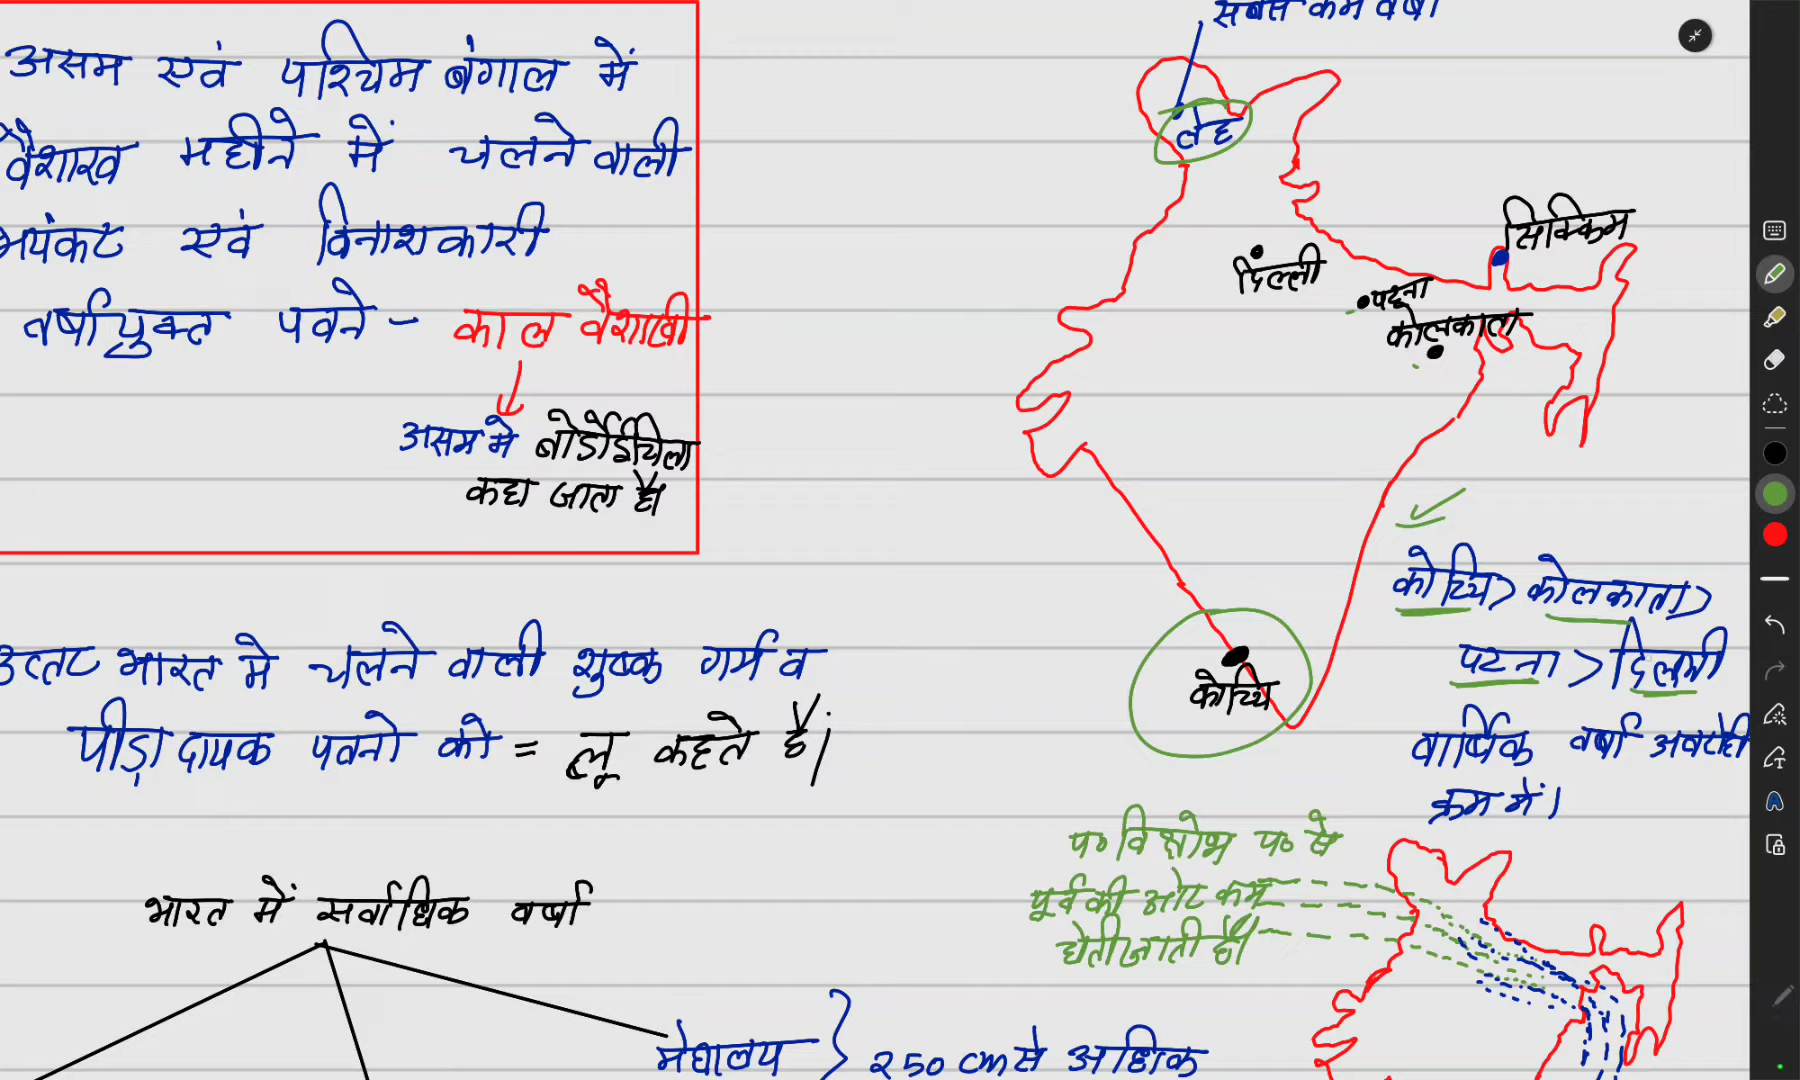 असम एवं पश्चिम बंगाल में
वैशाख महीने में चलने वाली
भयंकर एवं विनाशकारी
वर्षायुक्त पवने - काल वैशाखी
असम मे बोर्डोईचिला
कहा जाता है।
उत्तर भारत मे चलने वाली शुष्क गर्म व
पीड़ादायक पवनो को = लू कहते है।
भारत में सर्वाधिक वर्षा
मेघालय } 250 cm से अधिक
सबसे कम वर्षा
लेह
सिक्किम
दिल्ली
पटना
कोलकाता
कोच्चि
कोच्चि > कोलकाता >
पटना > दिल्ली
वार्षिक वर्षा अवरोही
क्रम में।
प० विक्षोभ प० से
पूर्व की ओर कम
होती जाती है।